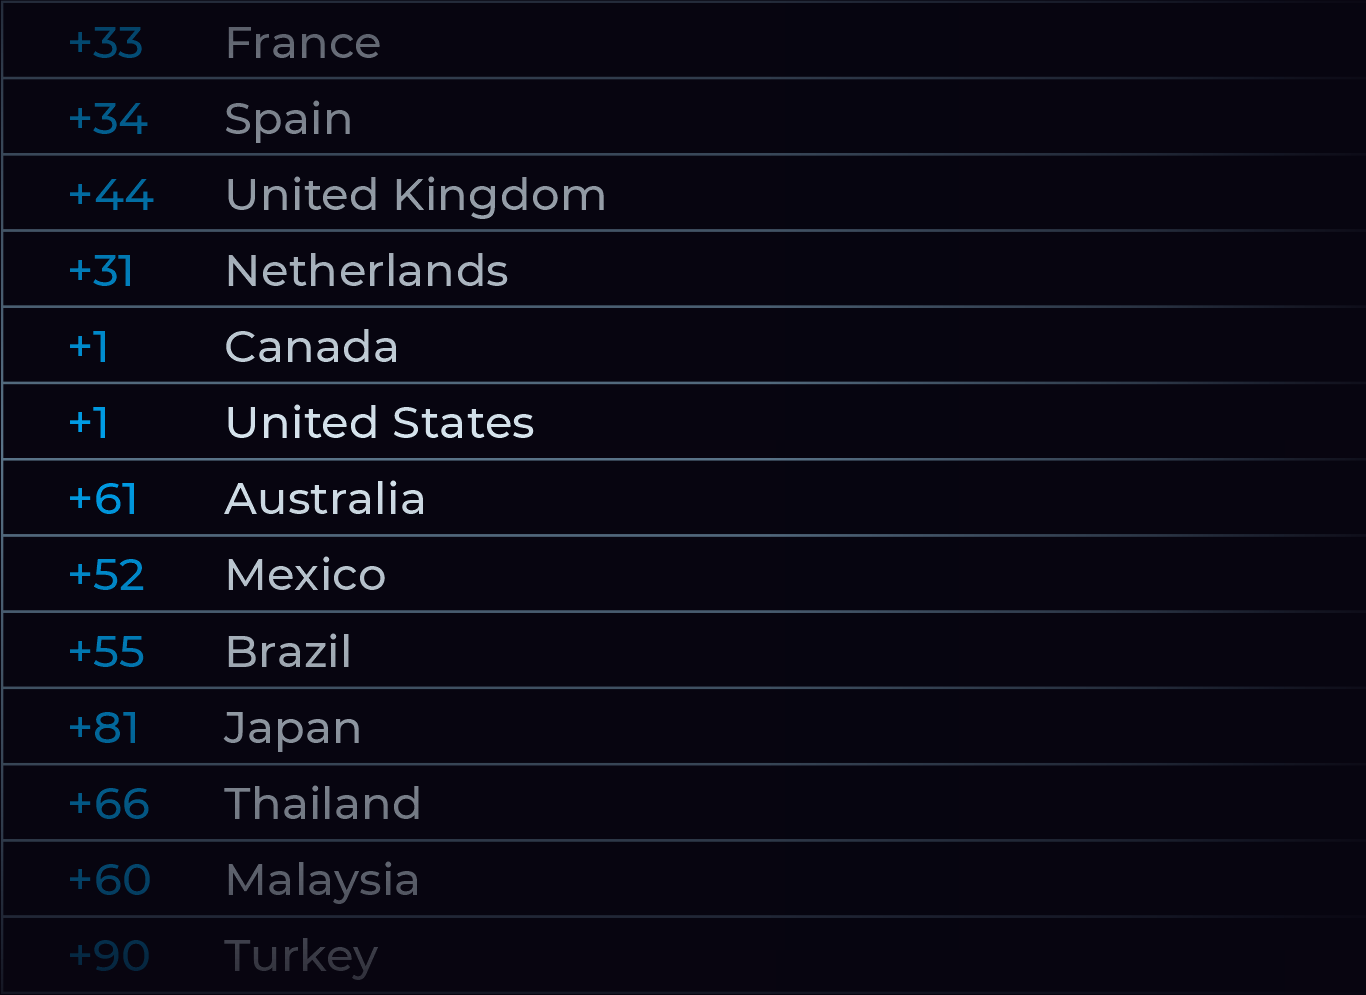 +33 France
+34 Spain
+44 United Kingdom
+31 Netherlands
+1 Canada
+1 United States
+61 Australia
+52 Mexico
+55 Brazil
+81 Japan
+66 Thailand
+60 Malaysia
+90 Turkey